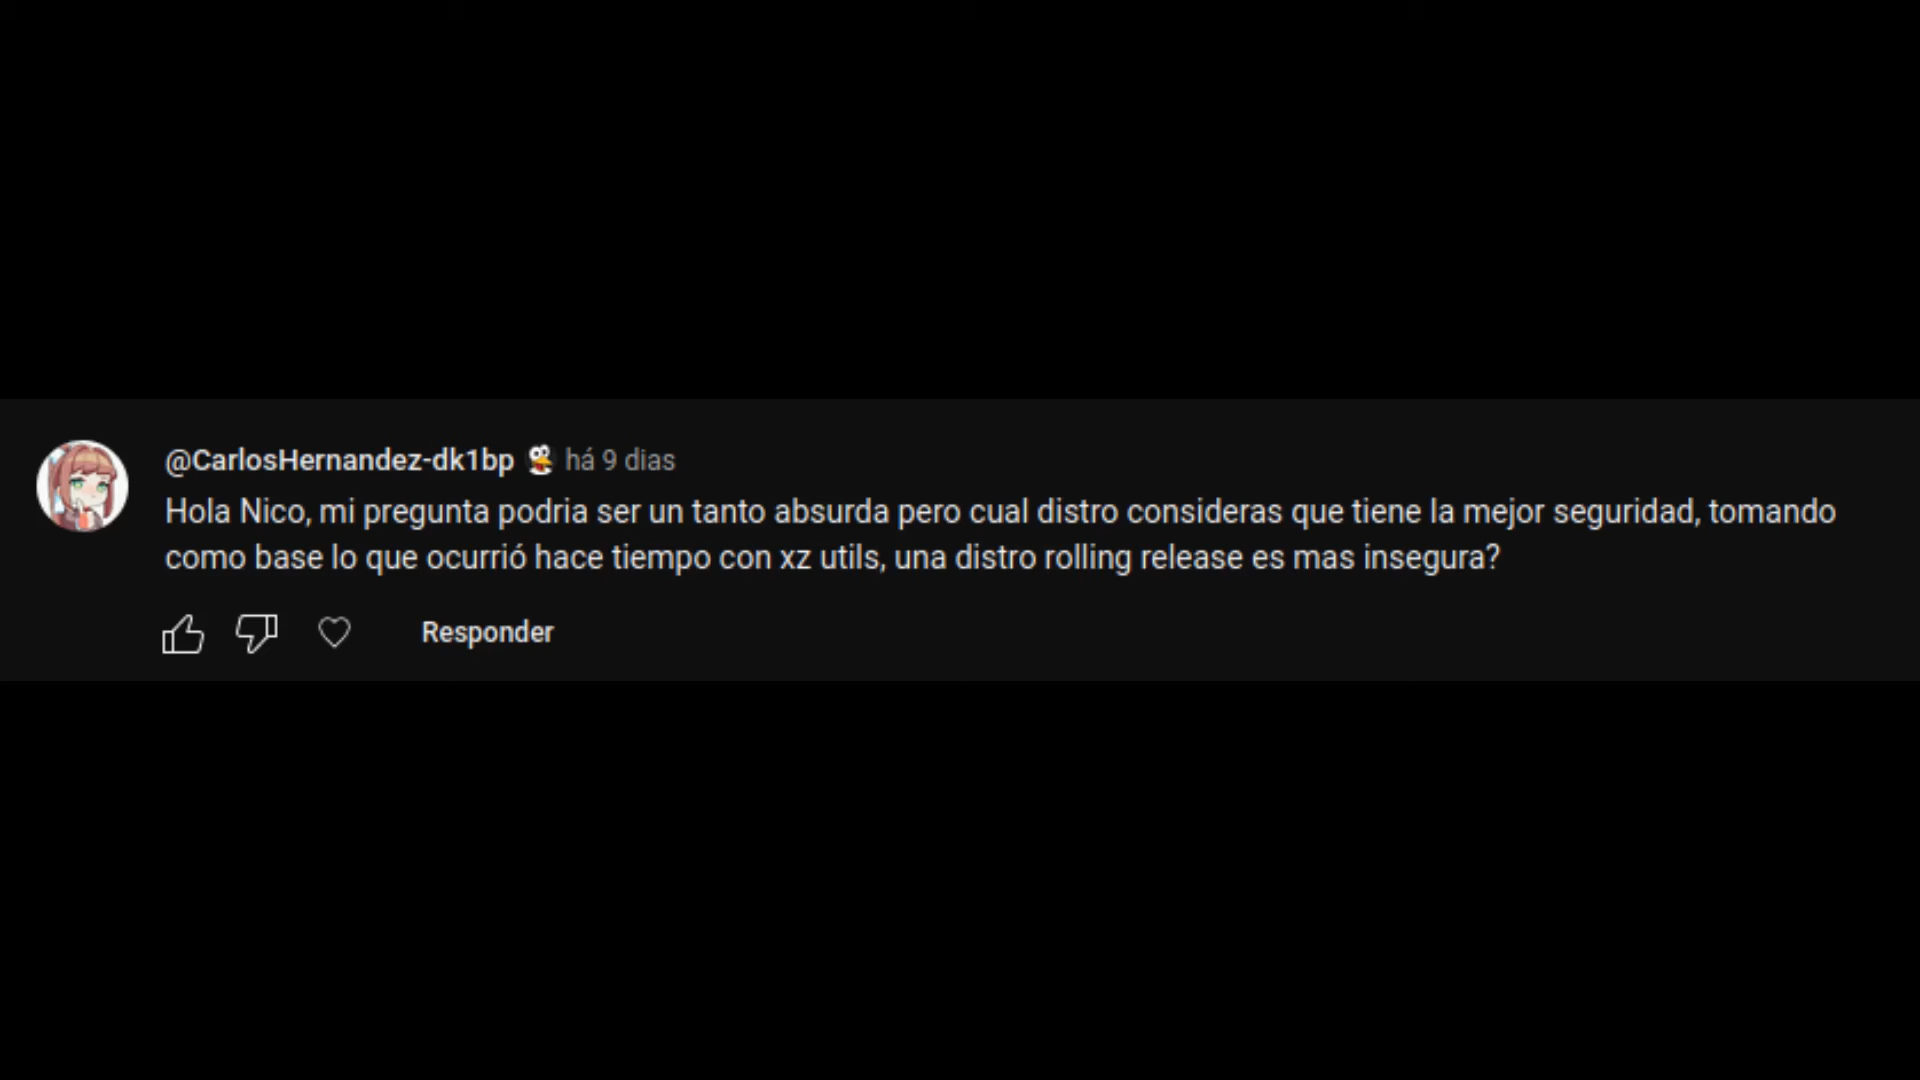 @CarlosHernandez-dk1bp há 9 dias
Hola Nico, mi pregunta podria ser un tanto absurda pero cual distro consideras que tiene la mejor seguridad, tomando
como base lo que ocurrió hace tiempo con xz utils, una distro rolling release es mas insegura?
Responder